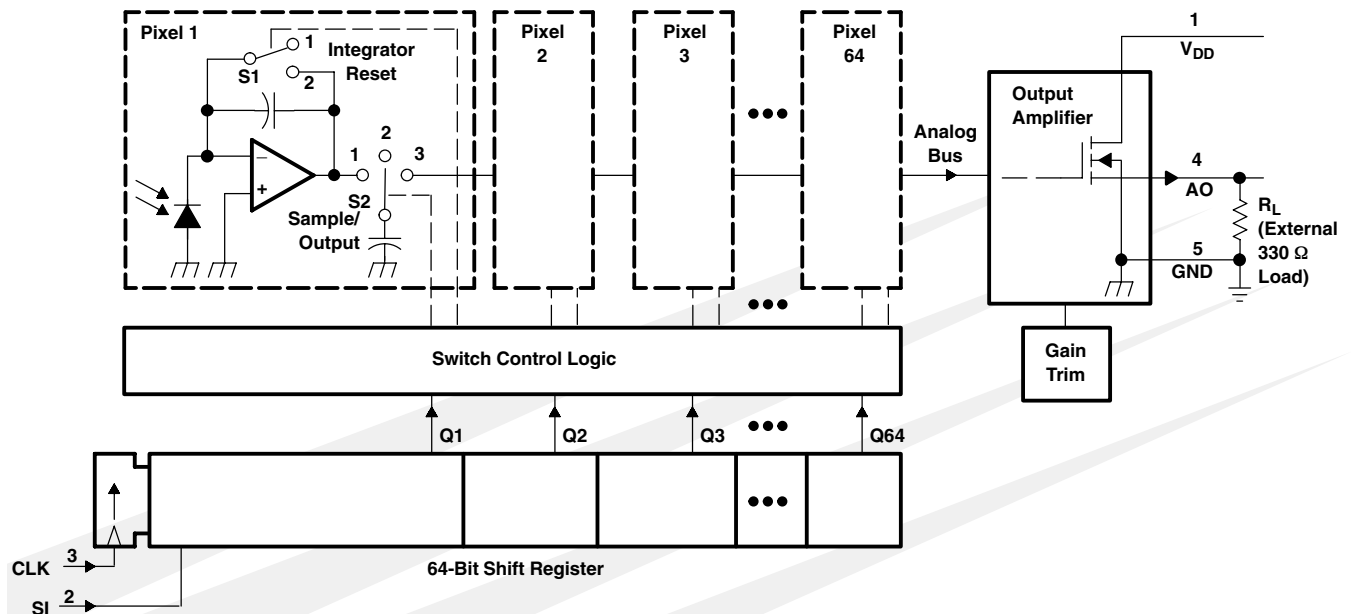 Pixel 1
1
Integrator
Reset
S1
2
−
+
1
2
3
S2
Sample/
Output
Pixel
2
Pixel
3
Pixel
64
Analog
Bus
Output
Amplifier
1
VDD
4
AO
RL
(External
330 Ω
Load)
5
GND
Gain
Trim
Switch Control Logic
Q1
Q2
Q3
Q64
CLK
3
SI
2
64-Bit Shift Register